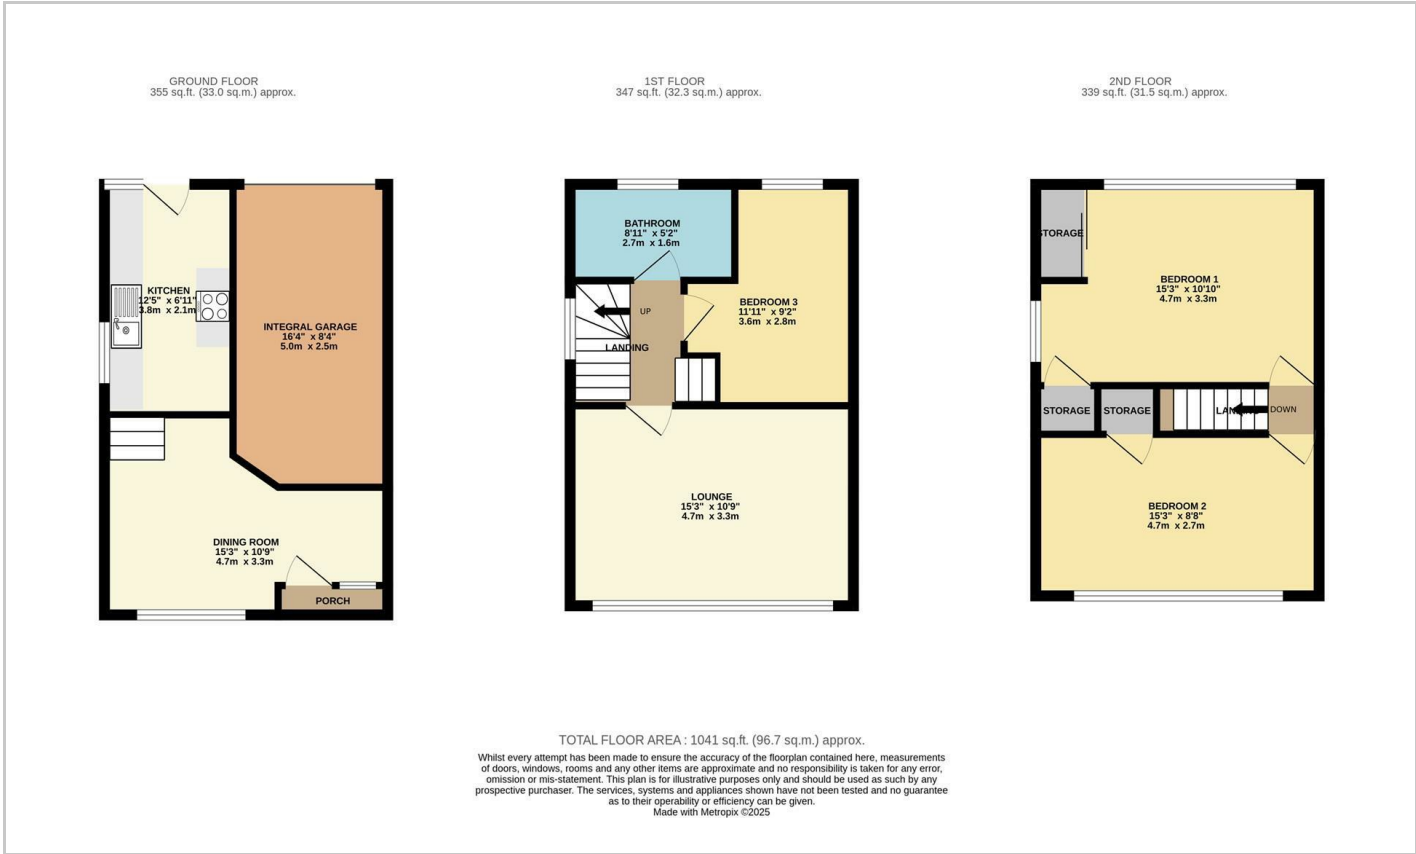 GROUND FLOOR
355 sq.ft. (33.0 sq.m.) approx.
KITCHEN
12'5" x 6'11"
3.8m x 2.1m
INTEGRAL GARAGE
16'4" x 8'4"
5.0m x 2.5m
DINING ROOM
15'3" x 10'9"
4.7m x 3.3m
PORCH
1ST FLOOR
347 sq.ft. (32.3 sq.m.) approx.
BATHROOM
8'11" x 5'2"
2.7m x 1.6m
BEDROOM 3
11'11" x 9'2"
3.6m x 2.8m
UP
LANDING
LOUNGE
15'3" x 10'9"
4.7m x 3.3m
2ND FLOOR
339 sq.ft. (31.5 sq.m.) approx.
STORAGE
BEDROOM 1
15'3" x 10'10"
4.7m x 3.3m
STORAGE
STORAGE
LANDING
DOWN
BEDROOM 2
15'3" x 8'8"
4.7m x 2.7m
TOTAL FLOOR AREA : 1041 sq.ft. (96.7 sq.m.) approx.
Whilst every attempt has been made to ensure the accuracy of the floorplan contained here, measurements
of doors, windows, rooms and any other items are approximate and no responsibility is taken for any error,
omission or mis-statement. This plan is for illustrative purposes only and should be used as such by any
prospective purchaser. The services, systems and appliances shown have not been tested and no guarantee
as to their operability or efficiency can be given.
Made with Metropix ©2025